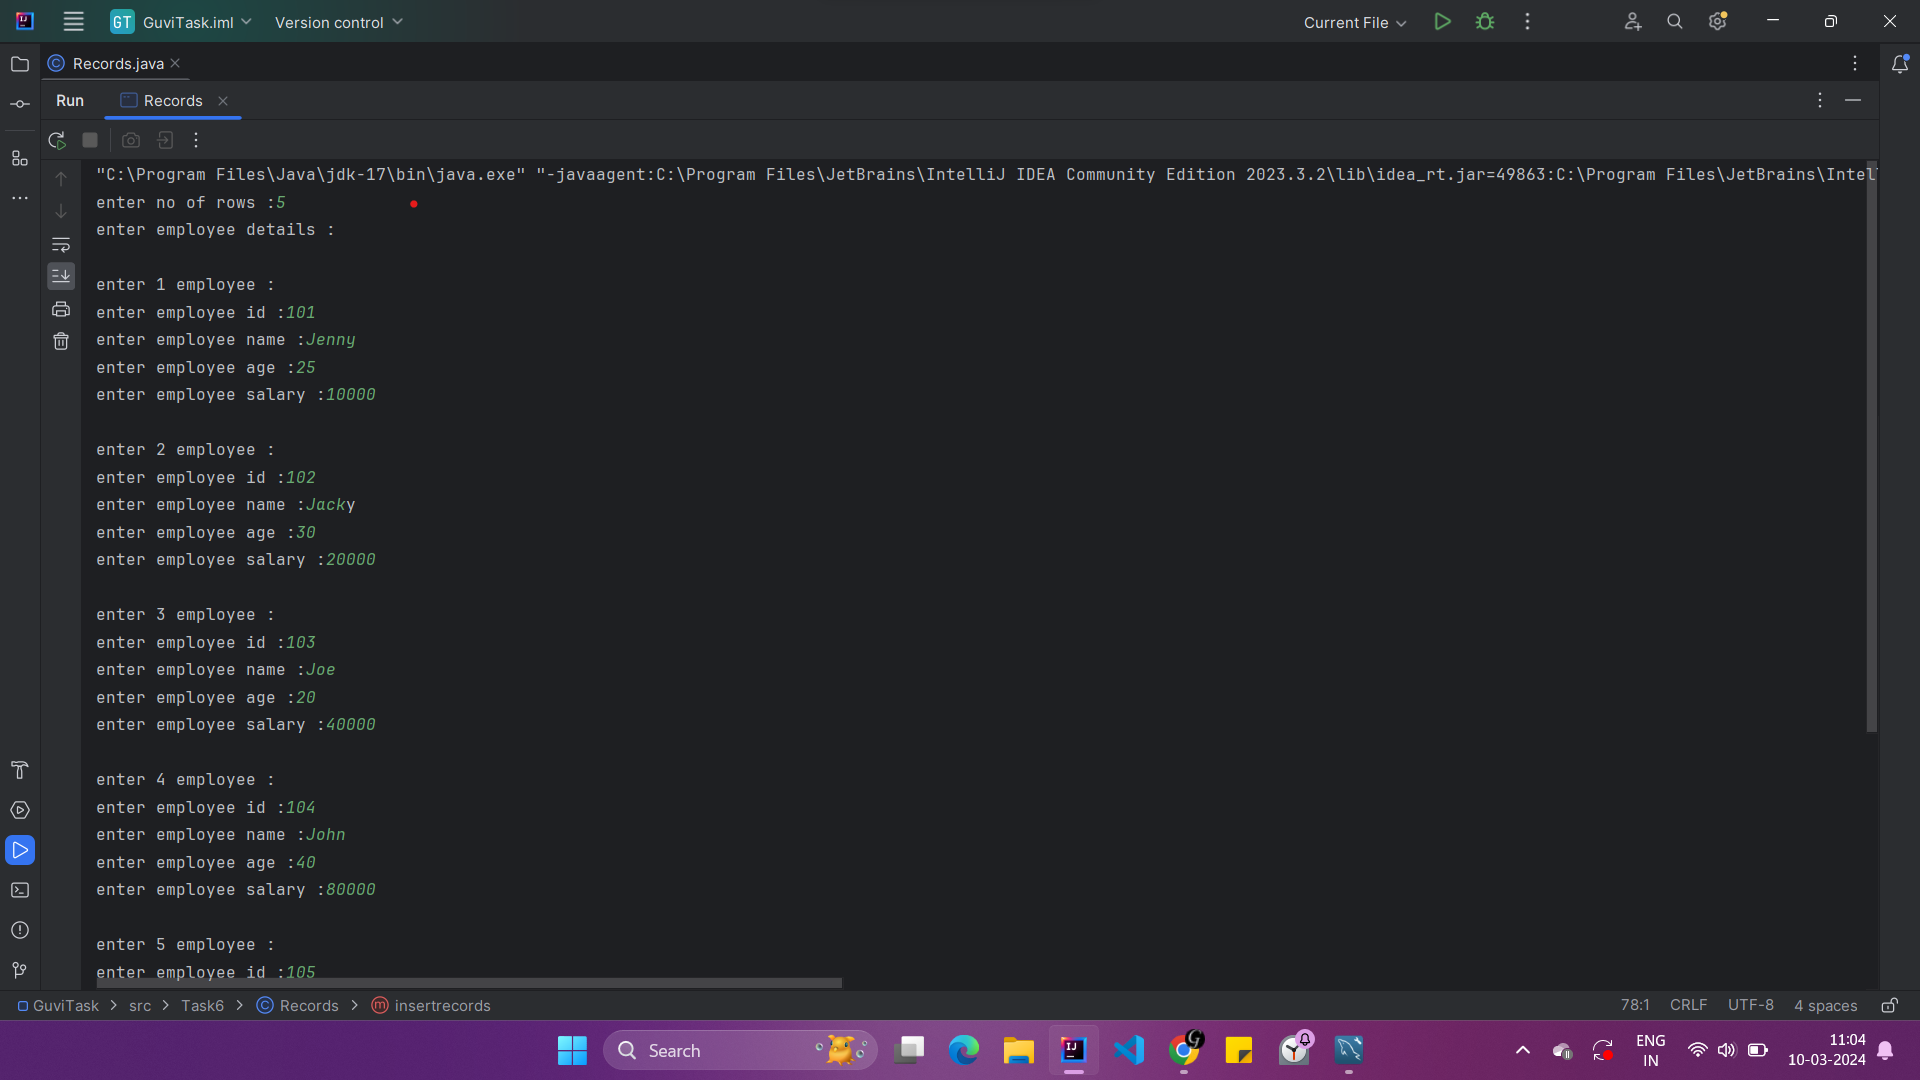 GT GuviTask.iml Version control Current File
Records.java
Run Records
"C:\Program Files\Java\jdk-17\bin\java.exe" "-javaagent:C:\Program Files\JetBrains\IntelliJ IDEA Community Edition 2023.3.2\lib\idea_rt.jar=49863:C:\Program Files\JetBrains\Intel
enter no of rows :5
enter employee details :
enter 1 employee :
enter employee id :101
enter employee name :Jenny
enter employee age :25
enter employee salary :10000
enter 2 employee :
enter employee id :102
enter employee name :Jacky
enter employee age :30
enter employee salary :20000
enter 3 employee :
enter employee id :103
enter employee name :Joe
enter employee age :20
enter employee salary :40000
enter 4 employee :
enter employee id :104
enter employee name :John
enter employee age :40
enter employee salary :80000
enter 5 employee :
enter employee id :105
GuviTask > src > Task6 > Records > insertrecords 78:1 CRLF UTF-8 4 spaces
Search
ENG
IN
11:04
10-03-2024